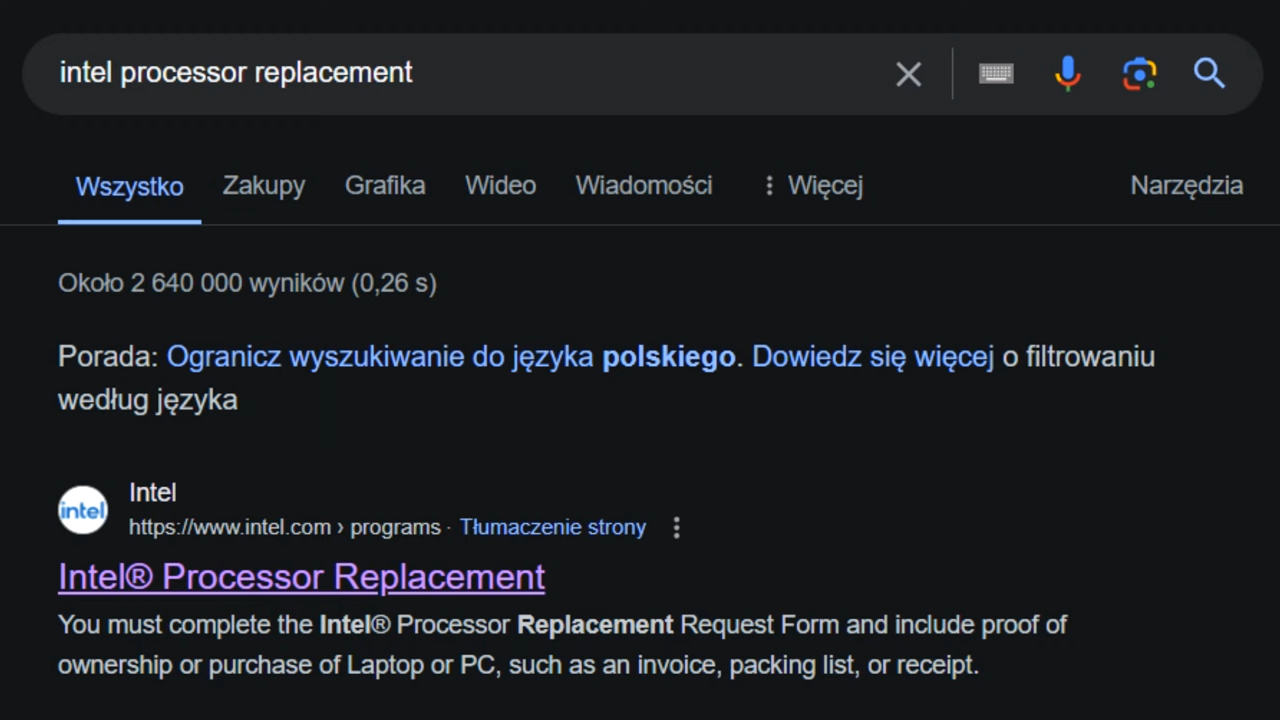 intel processor replacement
Wszystko Zakupy Grafika Wideo Wiadomości Więcej Narzędzia
Około 2 640 000 wyników (0,26 s)
Porada: Ogranicz wyszukiwanie do języka polskiego. Dowiedz się więcej o filtrowaniu
według języka
Intel
intel
https://www.intel.com › programs · Tłumaczenie strony
Intel® Processor Replacement
You must complete the Intel® Processor Replacement Request Form and include proof of
ownership or purchase of Laptop or PC, such as an invoice, packing list, or receipt.